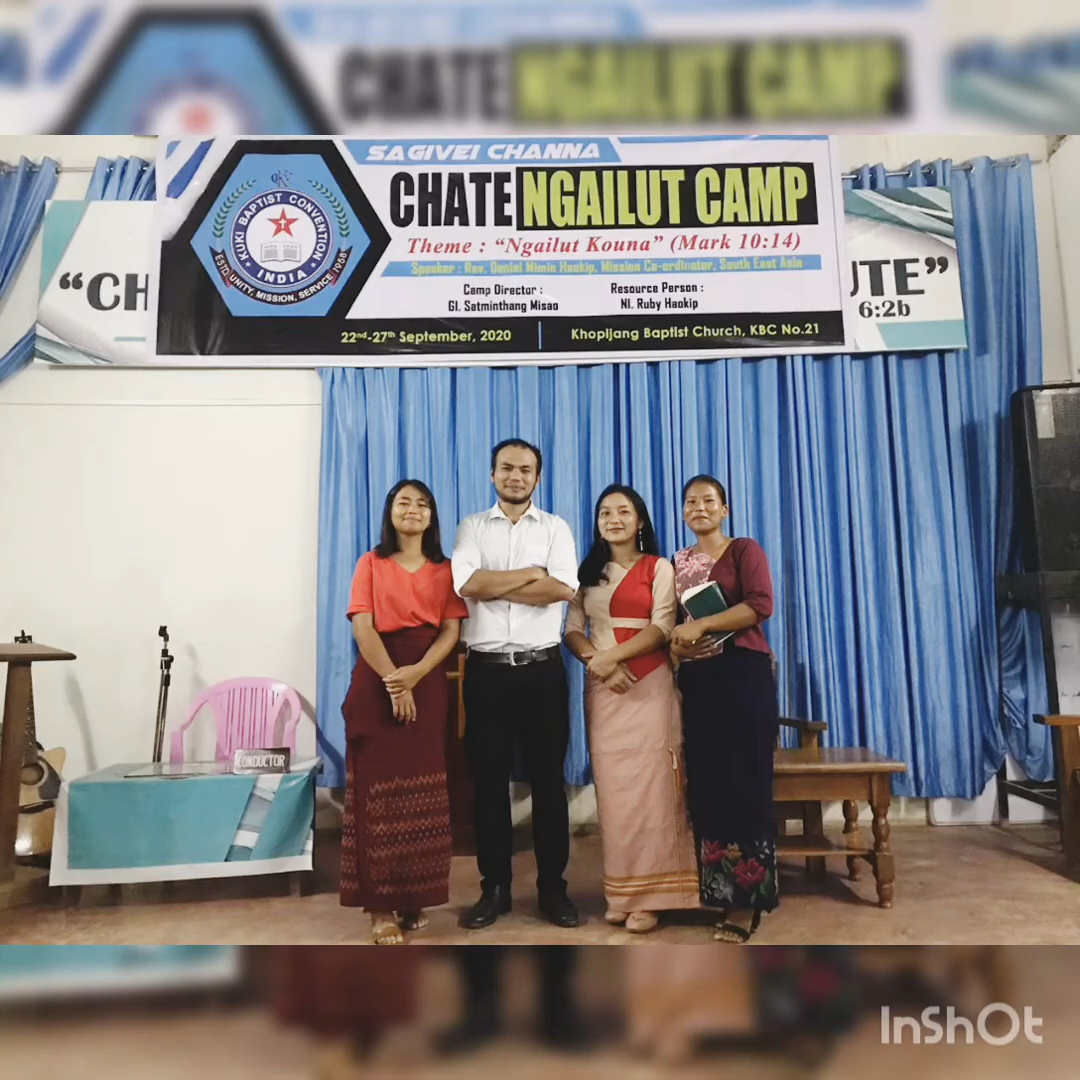 CHATE NGAILUT CAMP
SAGIVEI CHANNA
CHATE NGAILUT CAMP
Theme : “Ngailut Kouna” (Mark 10:14)
Speaker : Rev. Denial Mimin Haokip, Mission Co-ordinator, South East Asia
Camp Director :
Gl. Satminthang Misao
Resource Person :
Nl. Ruby Haokip
22nd-27th September, 2020
Khopijang Baptist Church, KBC No.21
KUKI BAPTIST CONVENTION
INDIA
ESTD. UNITY, MISSION, SERVICE 1958
“CH
UTE”
6:2b
CONDUCTOR
InShOt